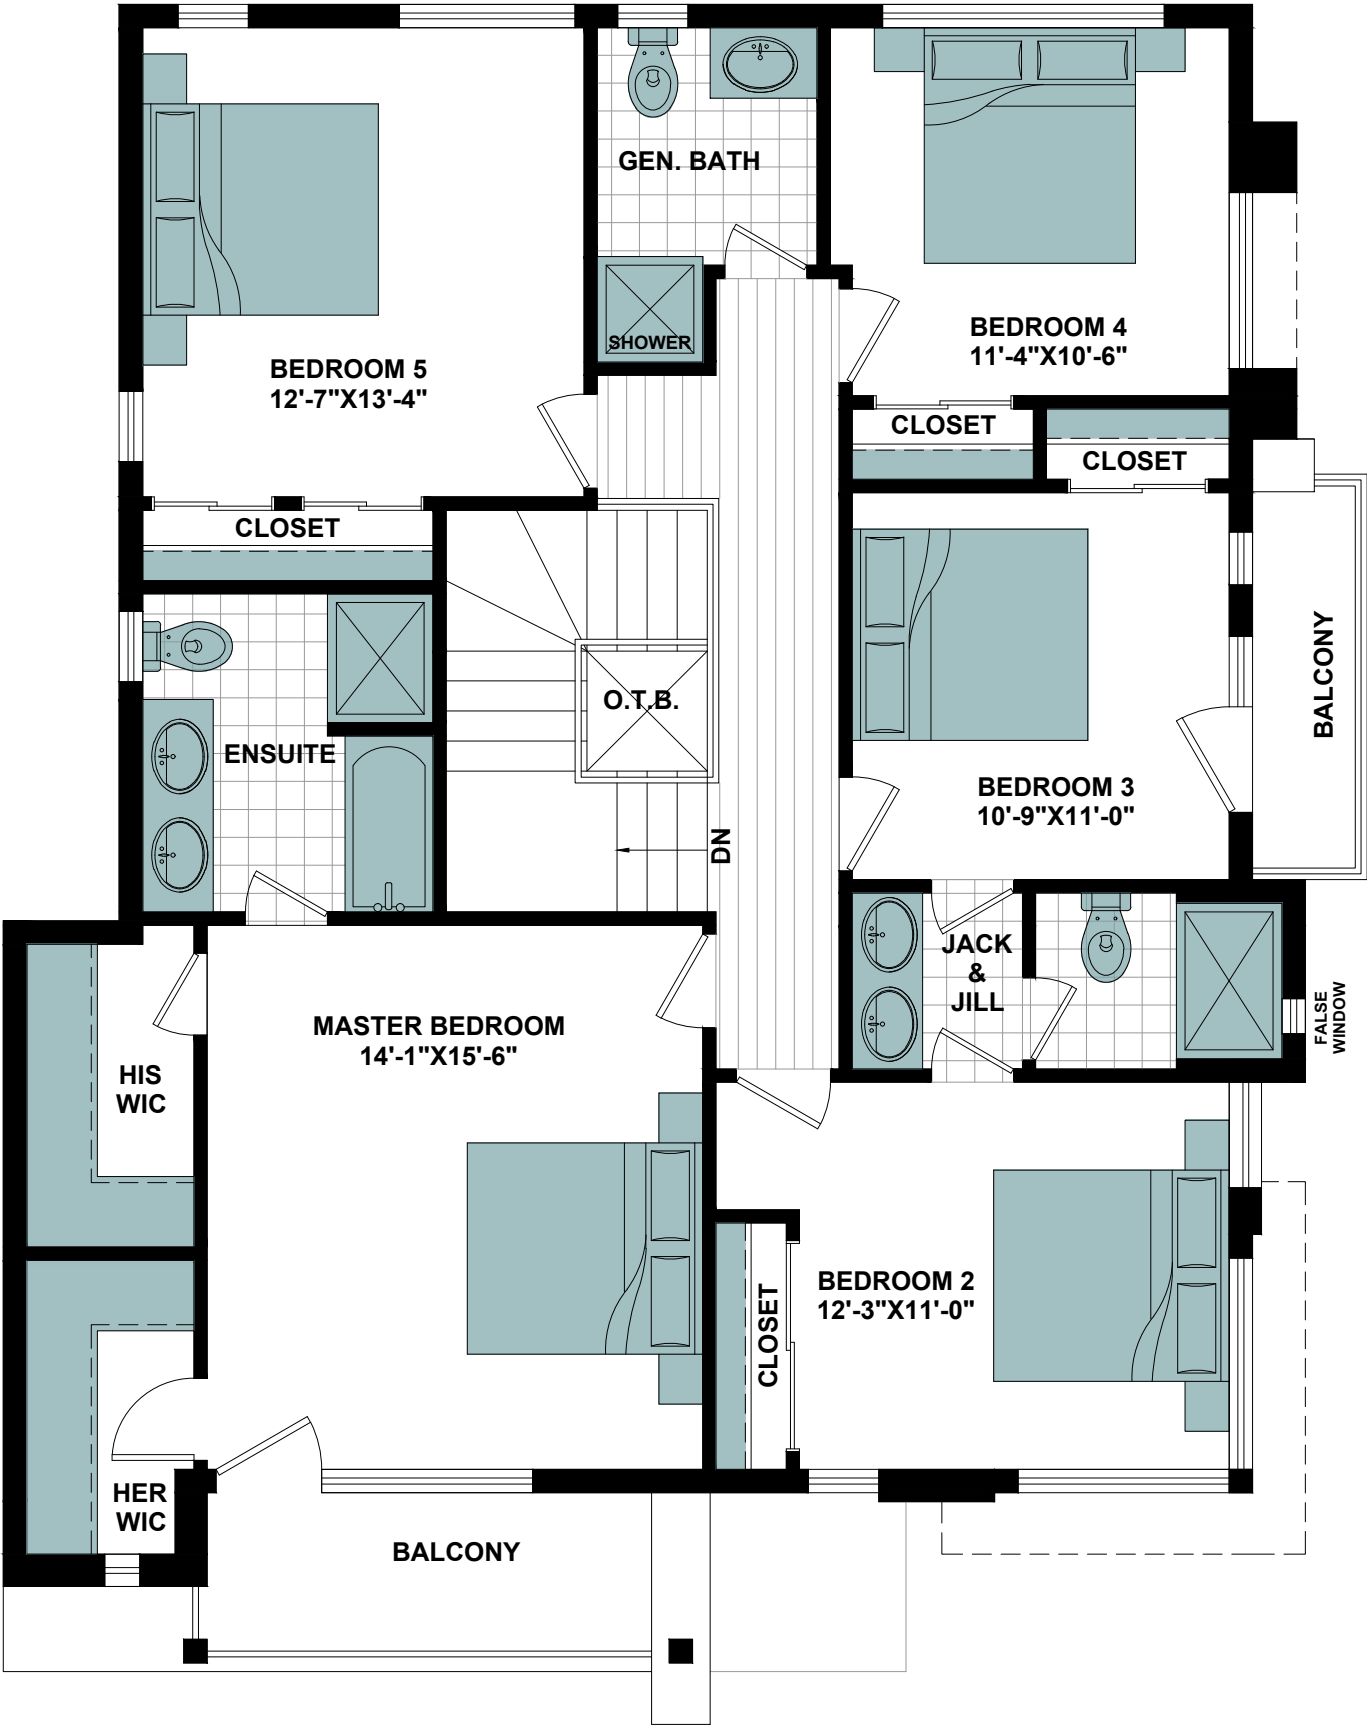 GEN. BATH
SHOWER
BEDROOM 4
11'-4"X10'-6"
BEDROOM 5
12'-7"X13'-4"
CLOSET
CLOSET
CLOSET
BALCONY
O.T.B.
ENSUITE
BEDROOM 3
10'-9"X11'-0"
DN
JACK
&
JILL
FALSE
WINDOW
MASTER BEDROOM
14'-1"X15'-6"
HIS
WIC
BEDROOM 2
12'-3"X11'-0"
CLOSET
HER
WIC
BALCONY